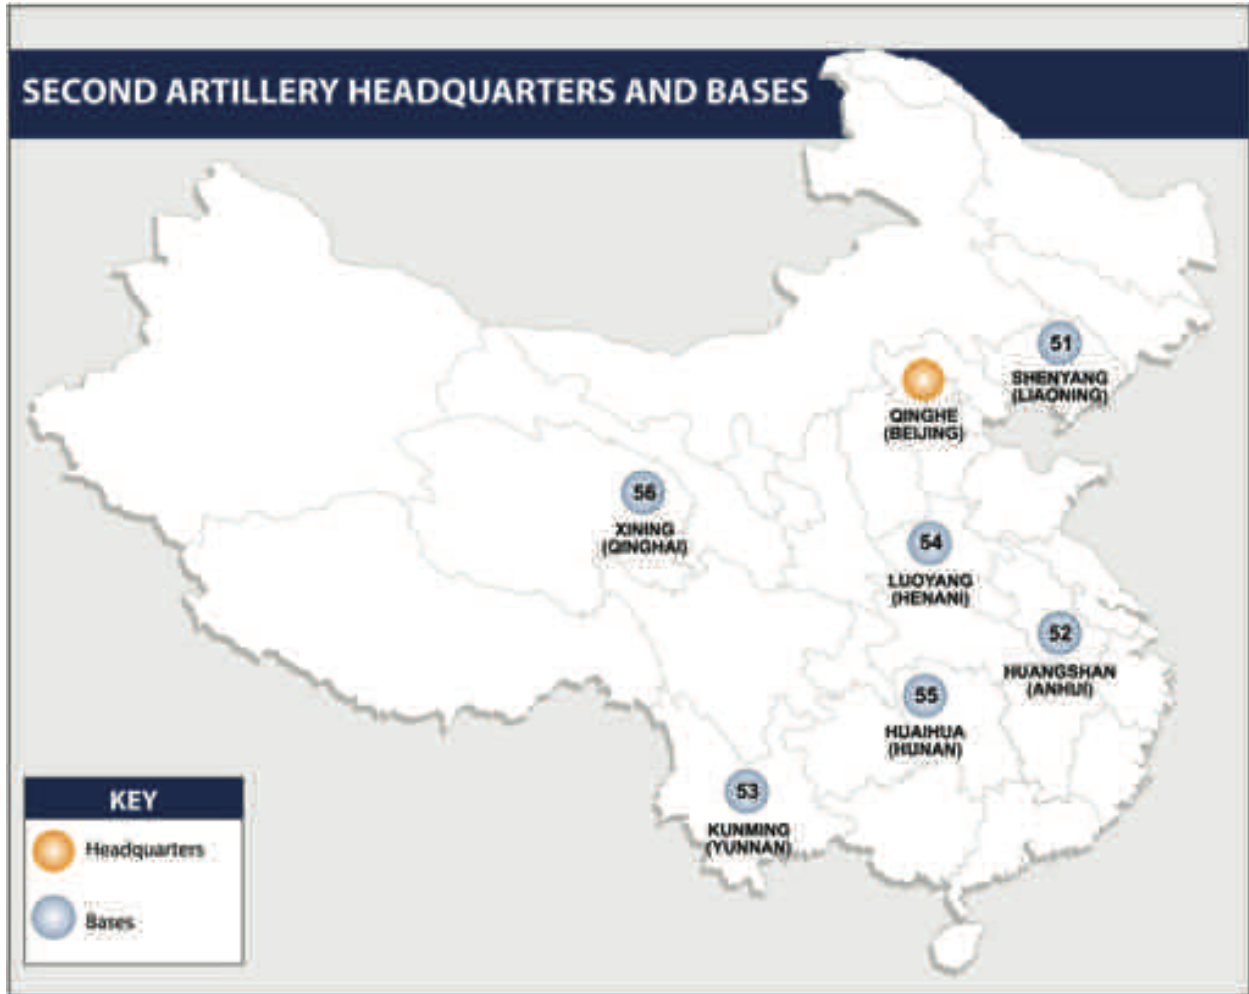 SECOND ARTILLERY HEADQUARTERS AND BASES
51
SHENYANG
(LIAONING)
QINGHE
(BEIJING)
56
XINING
(QINGHAI)
54
LUOYANG
(HENANI)
52
HUANGSHAN
(ANHUI)
55
HUAIHUA
(HUNAN)
53
KUNMING
(YUNNAN)
KEY
Headquarters
Bases